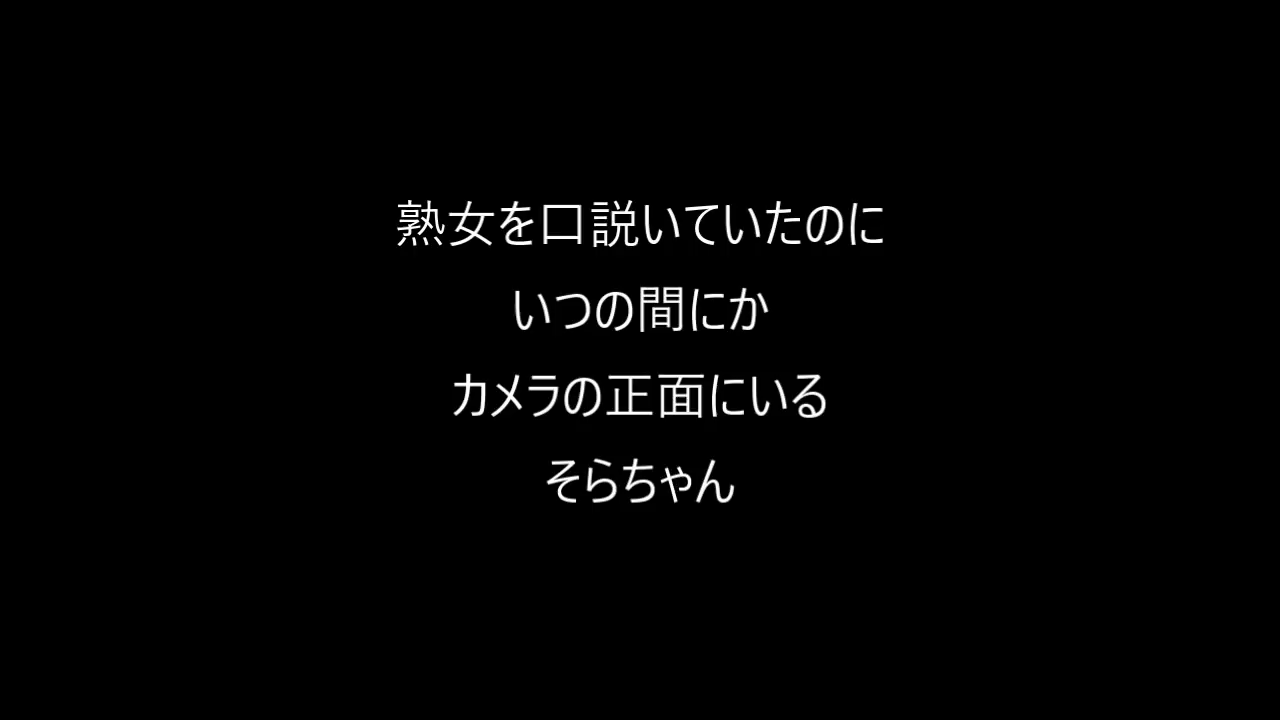 熟女を口説いていたのに
いつの間にか
カメラの正面にいる
そらちゃん